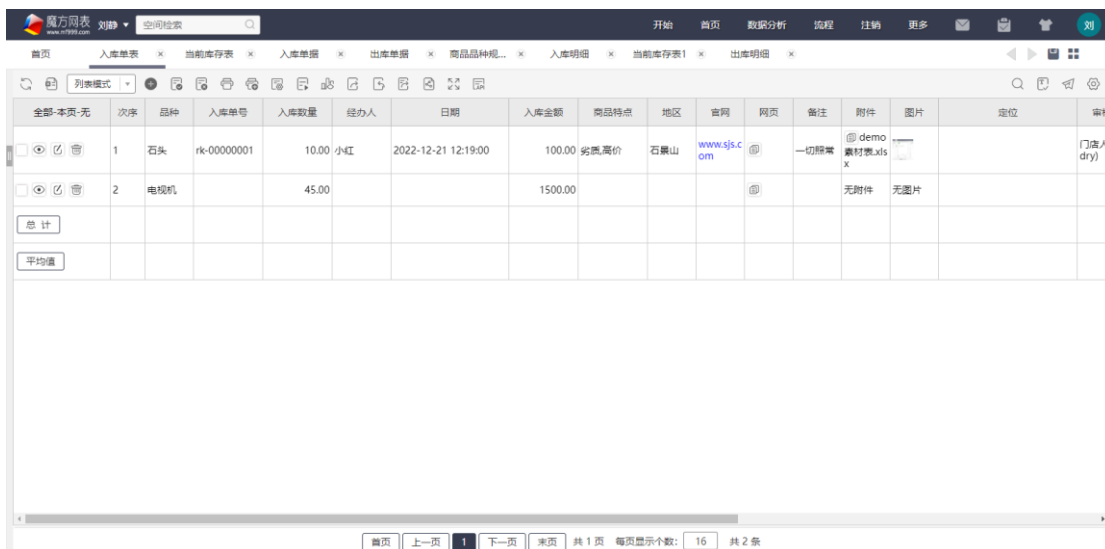 魔方网表 刘静 空间检索 开始 首页 数据分析 流程 注销 更多 刘
www.mf999.com
首页 入库单表 × 当前库存表 × 入库单据 × 出库单据 × 商品品种规... × 入库明细 × 当前库存表1 × 出库明细 ×
列表模式
全部-本页-无 次序 品种 入库单号 入库数量 经办人 日期 入库金额 商品特点 地区 官网 网页 备注 附件 图片 定位
1 石头 rk-00000001 10.00 小红 2022-12-21 12:19:00 100.00 劣质,高价 石景山 www.sjs.c
om 一切照常 demo
素材表.xls
x 门店
dry)
2 电视机 45.00 1500.00 无附件 无图片
总 计
平均值
首页 上一页 1 下一页 末页 共 1 页 每页显示个数: 16 共 2 条